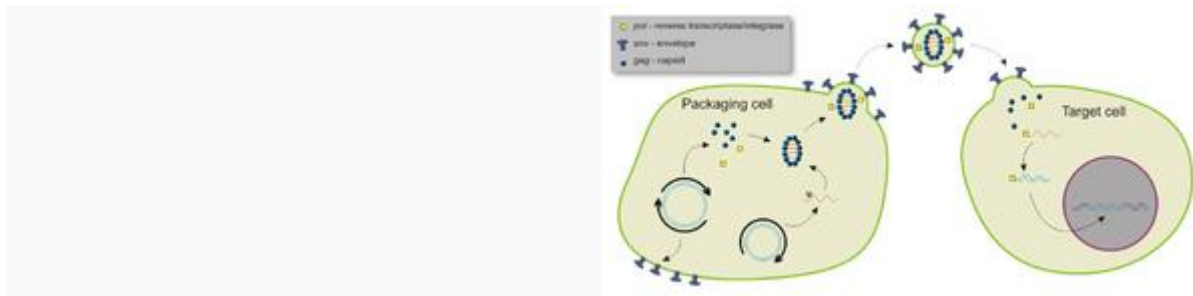 pol - reverse transcriptase/integrase
env - envelope
gag - capsid
Packaging cell
Target cell